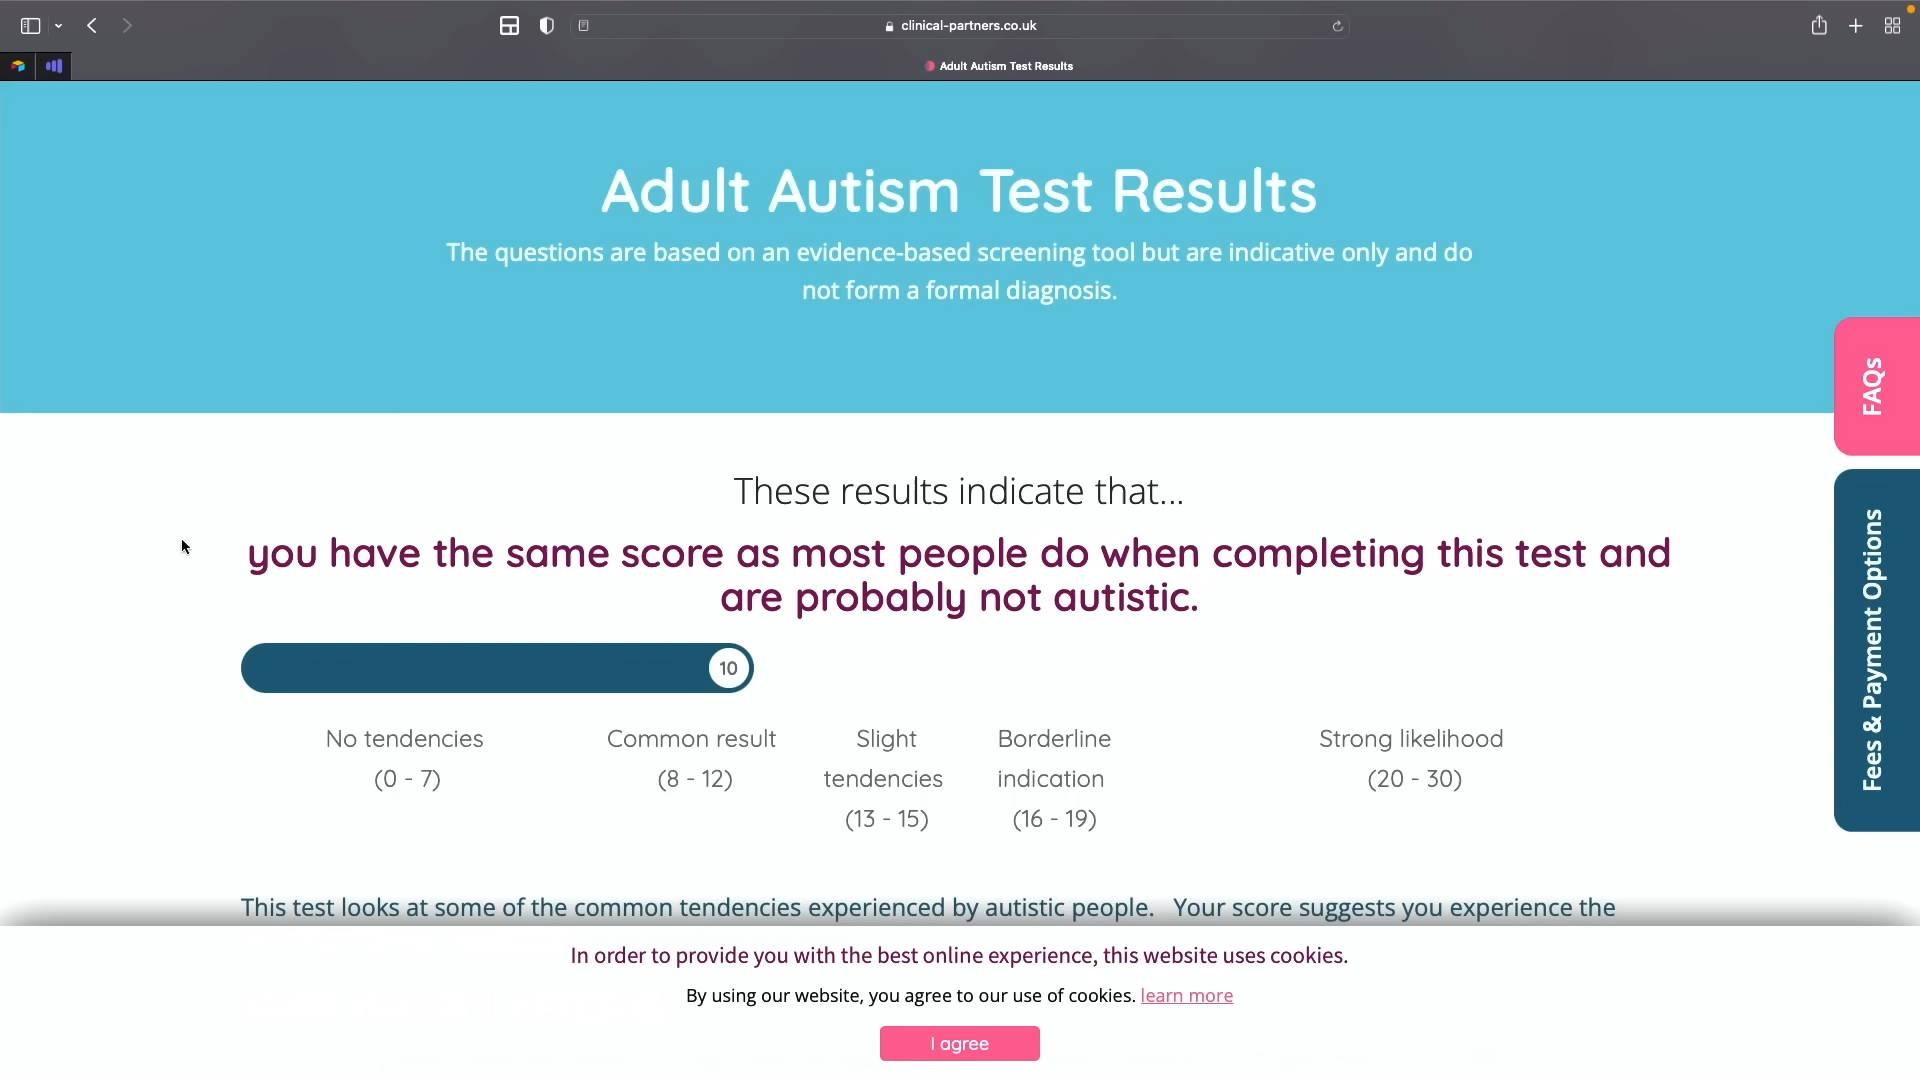 clinical-partners.co.uk
Adult Autism Test Results
Adult Autism Test Results
The questions are based on an evidence-based screening tool but are indicative only and do
not form a formal diagnosis.
FAQs
These results indicate that...
you have the same score as most people do when completing this test and
are probably not autistic.
Fees & Payment Options
10
No tendencies
(0 - 7)
Common result
(8 - 12)
Slight
tendencies
(13 - 15)
Borderline
indication
(16 - 19)
Strong likelihood
(20 - 30)
This test looks at some of the common tendencies experienced by autistic people. Your score suggests you experience the
In order to provide you with the best online experience, this website uses cookies.
By using our website, you agree to our use of cookies. learn more
I agree